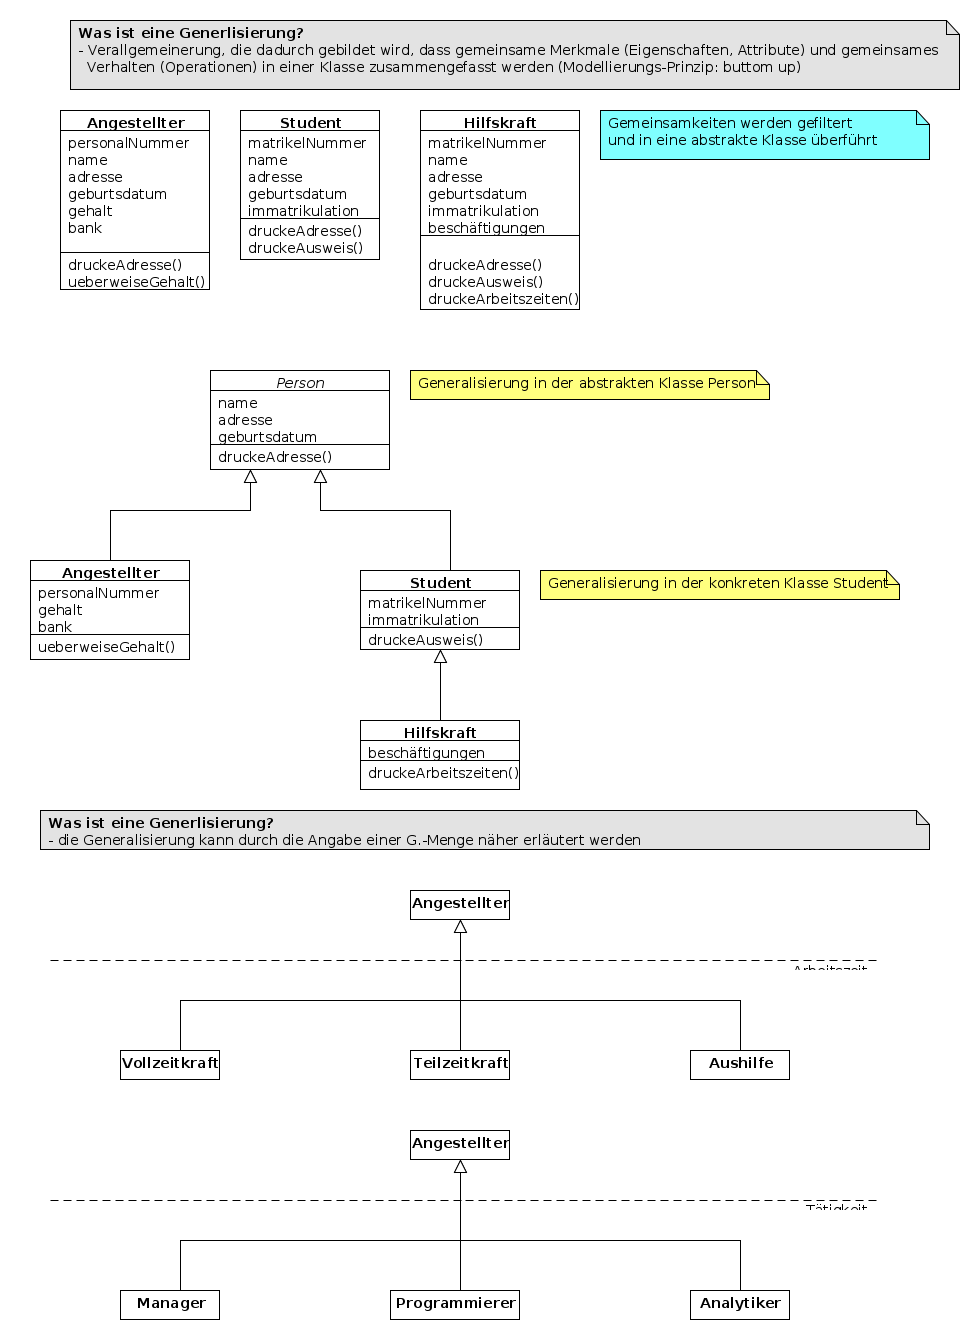 Was ist eine Generlisierung?
- Verallgemeinerung, die dadurch gebildet wird, dass gemeinsame Merkmale (Eigenschaften, Attribute) und gemeinsames
Verhalten (Operationen) in einer Klasse zusammengefasst werden (Modellierungs-Prinzip: buttom up)
Angestellter
personalNummer
name
adresse
geburtsdatum
gehalt
bank
druckeAdresse()
ueberweiseGehalt()
Student
matrikelNummer
name
adresse
geburtsdatum
immatrikulation
druckeAdresse()
druckeAusweis()
Hilfskraft
matrikelNummer
name
adresse
geburtsdatum
immatrikulation
beschäftigungen
druckeAdresse()
druckeAusweis()
druckeArbeitszeiten()
Gemeinsamkeiten werden gefiltert
und in eine abstrakte Klasse überführt
Person
name
adresse
geburtsdatum
druckeAdresse()
Generalisierung in der abstrakten Klasse Person
Angestellter
personalNummer
gehalt
bank
ueberweiseGehalt()
Student
matrikelNummer
immatrikulation
druckeAusweis()
Generalisierung in der konkreten Klasse Student
Hilfskraft
beschäftigungen
druckeArbeitszeiten()
Was ist eine Generlisierung?
- die Generalisierung kann durch die Angabe einer G.-Menge näher erläutert werden
Angestellter
Arbeitszeit
Vollzeitkraft
Teilzeitkraft
Aushilfe
Angestellter
Tätigkeit
Manager
Programmierer
Analytiker